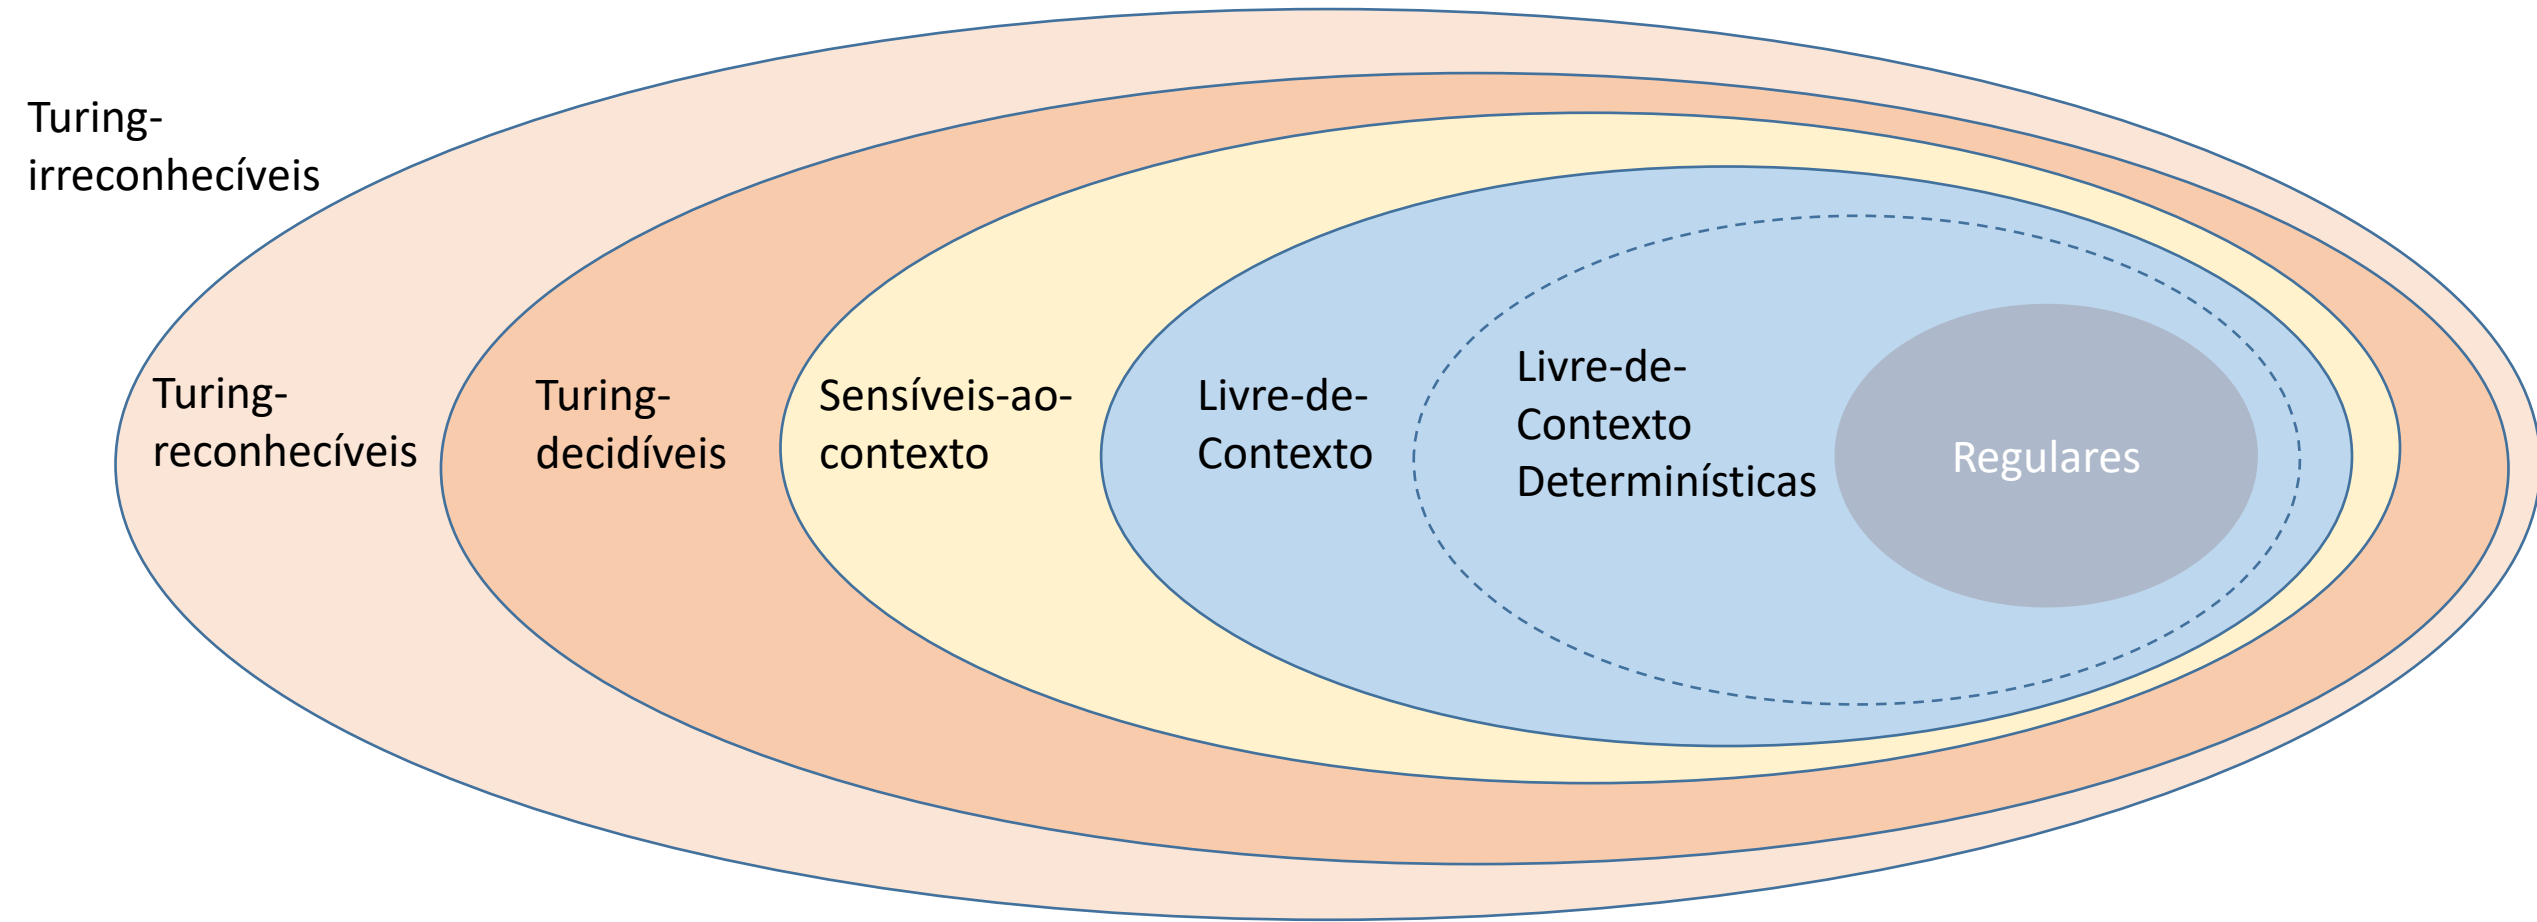 Turing-
irreconhecíveis
Turing-
reconhecíveis
Turing-
decidíveis
Sensíveis-ao-
contexto
Livre-de-
Contexto
Livre-de-
Contexto
Determinísticas
Regulares